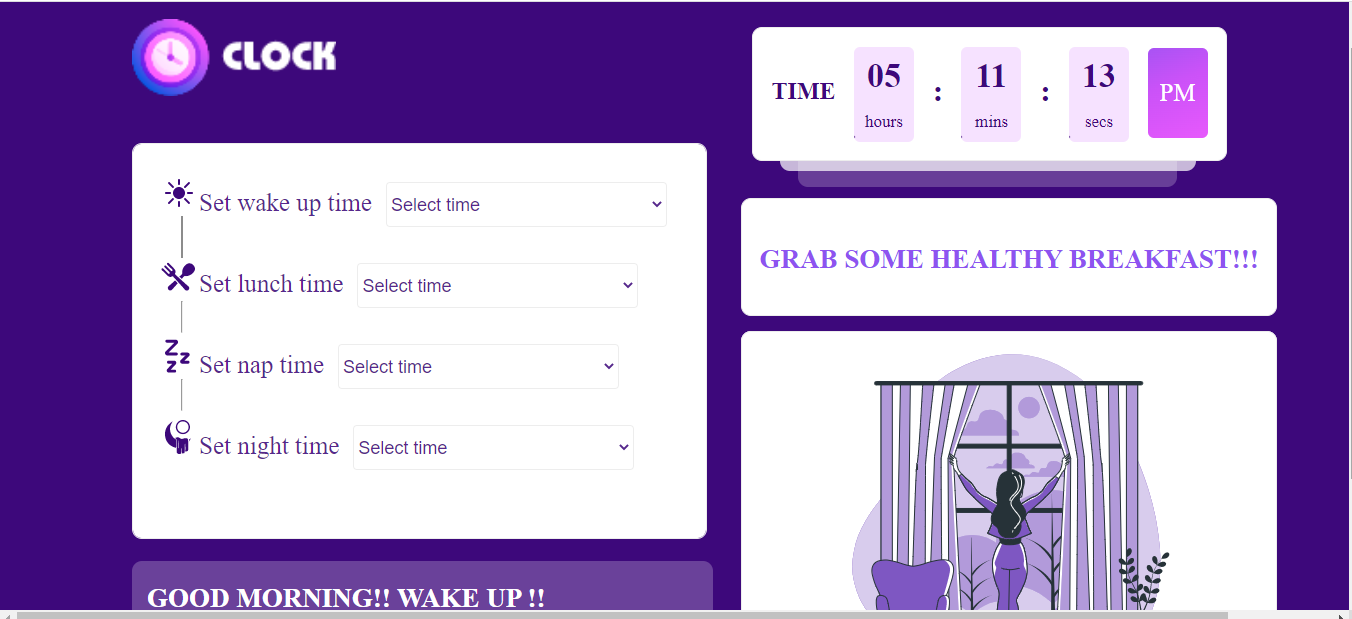 CLOCK
TIME 05 : 11 : 13 PM
hours mins secs
Set wake up time Select time
Set lunch time Select time
Set nap time Select time
Set night time Select time
GRAB SOME HEALTHY BREAKFAST!!!
GOOD MORNING!! WAKE UP !!